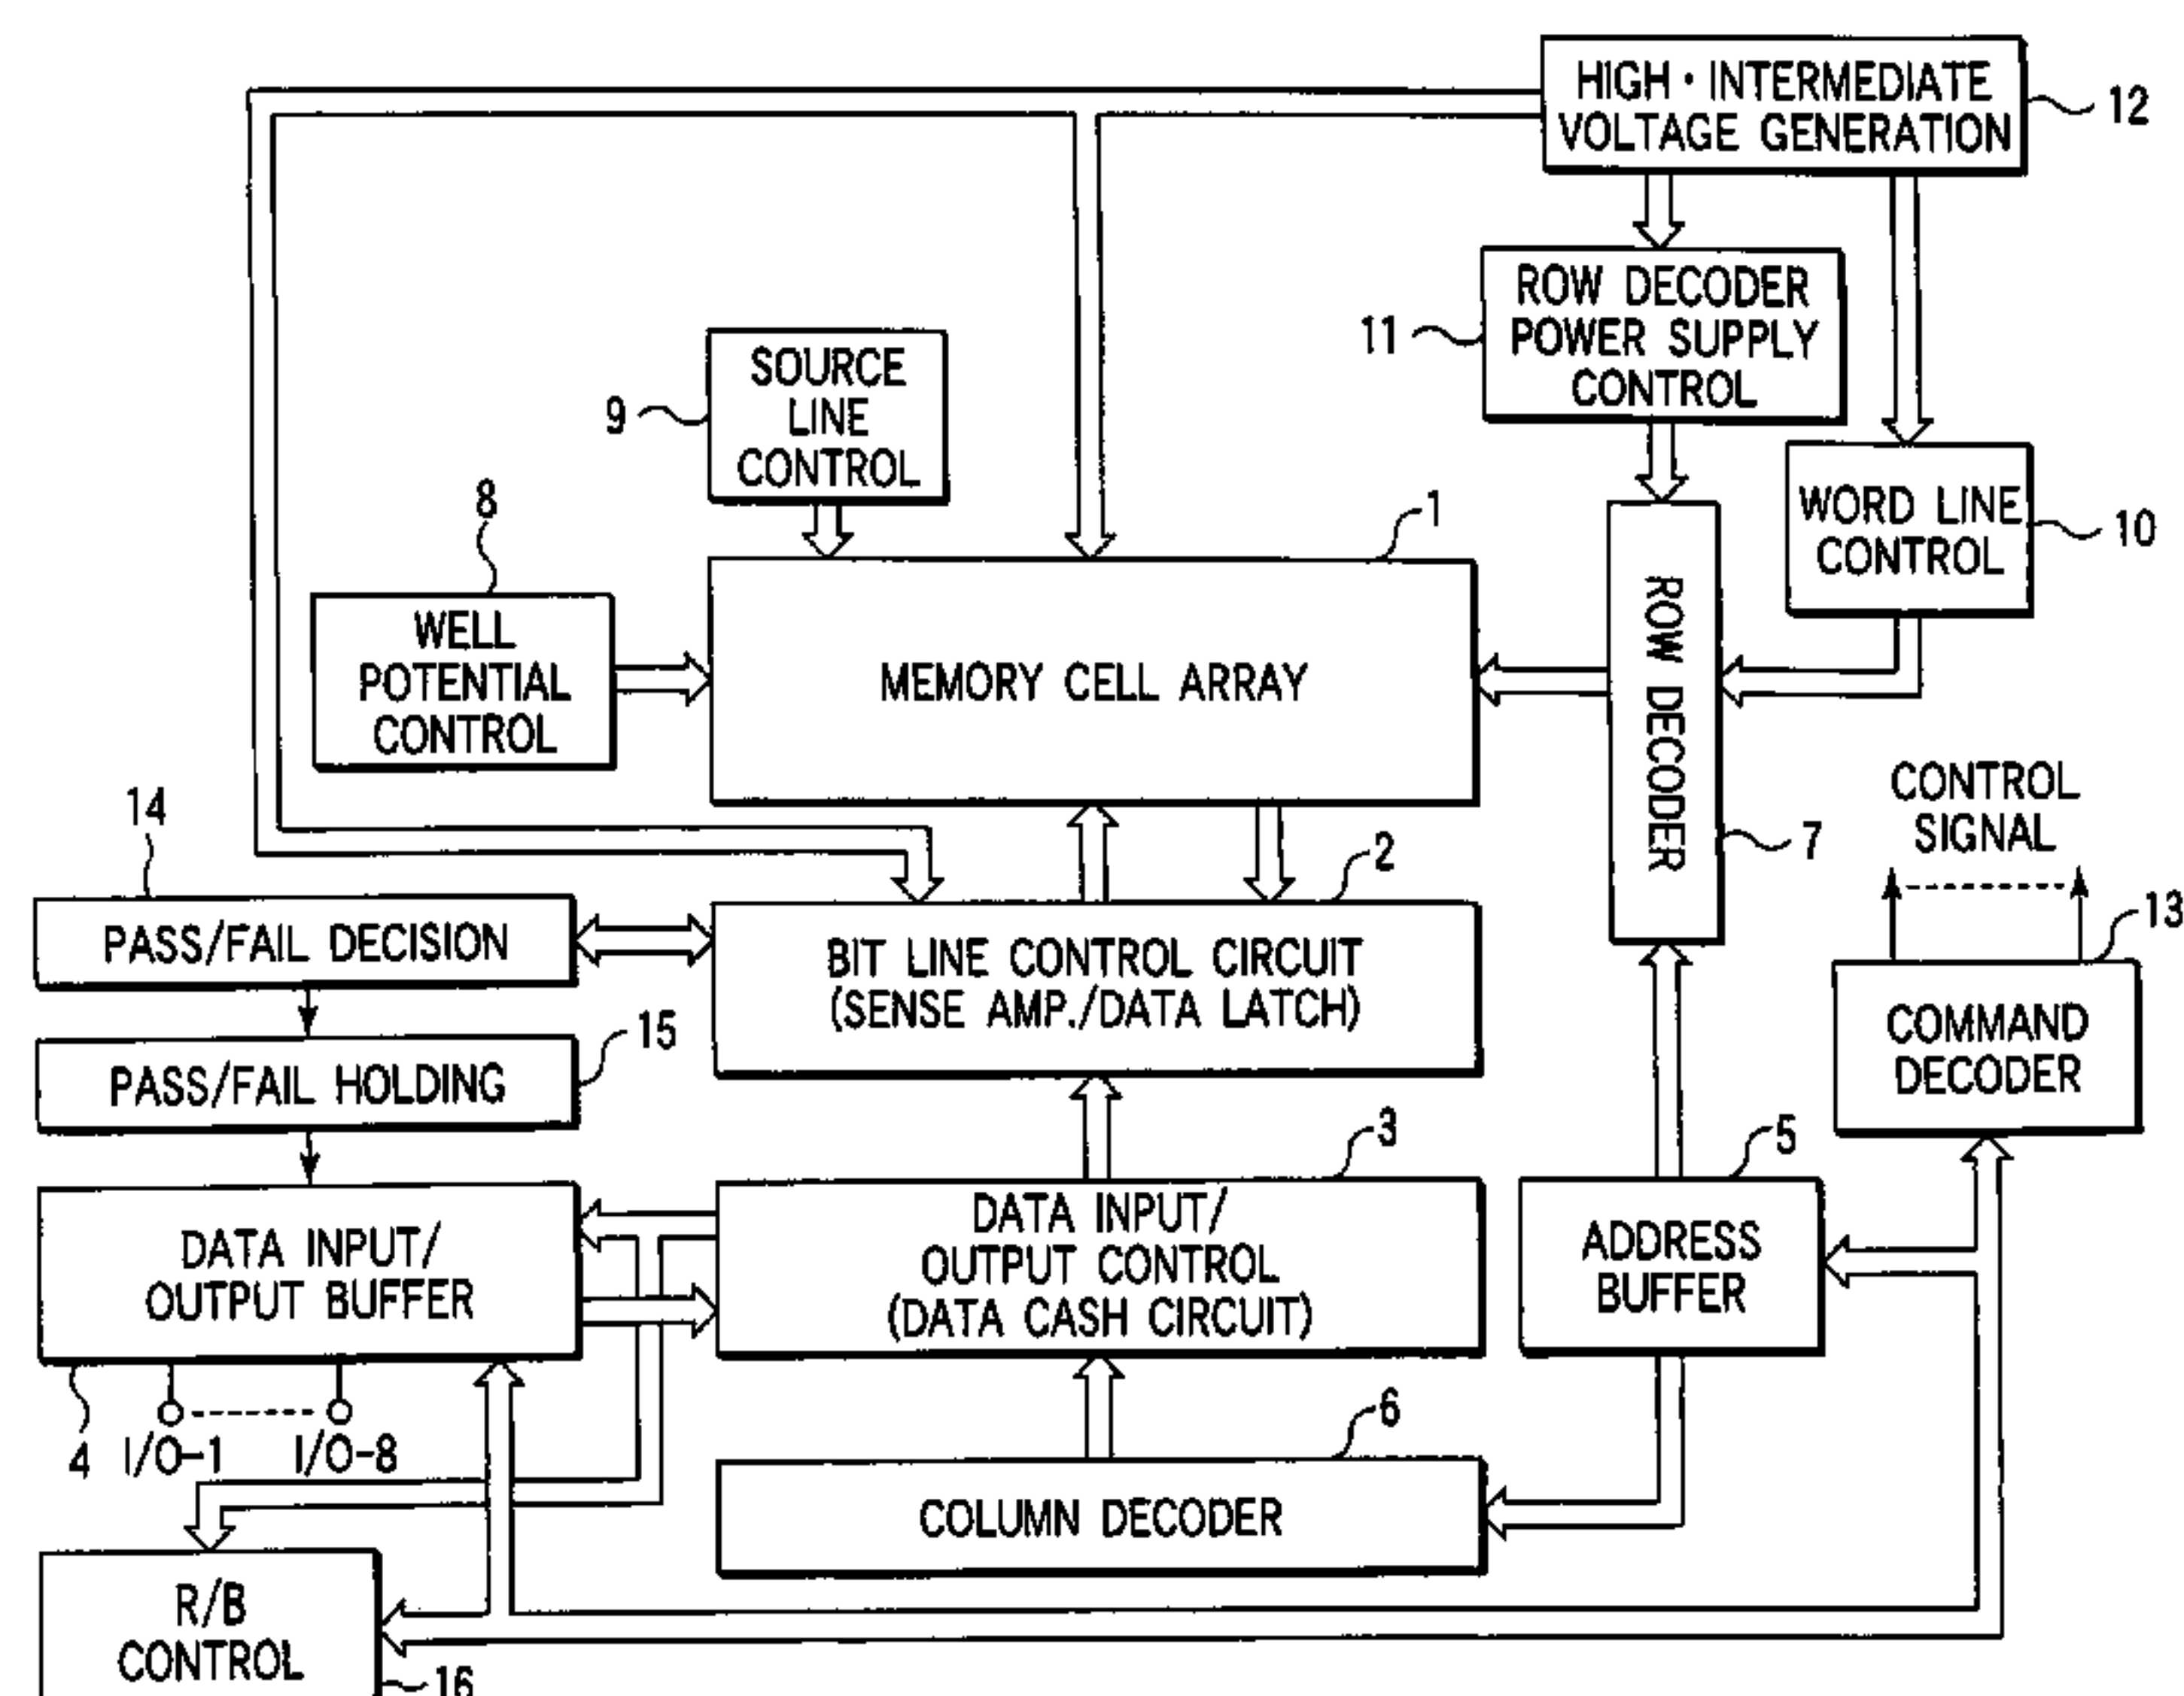 HIGH・INTERMEDIATE
VOLTAGE GENERATION
12
ROW DECODER
POWER SUPPLY
CONTROL
11
SOURCE
LINE
CONTROL
9
WORD LINE
CONTROL
10
8
WELL
POTENTIAL
CONTROL
1
MEMORY CELL ARRAY
ROW DECODER
7
CONTROL
SIGNAL
14
PASS/FAIL DECISION
2
BIT LINE CONTROL CIRCUIT
(SENSE AMP./DATA LATCH)
13
COMMAND
DECODER
PASS/FAIL HOLDING
15
3
DATA INPUT/
OUTPUT CONTROL
(DATA CASH CIRCUIT)
5
ADDRESS
BUFFER
DATA INPUT/
OUTPUT BUFFER
4
I/O-1
I/O-8
6
COLUMN DECODER
R/B
CONTROL
16